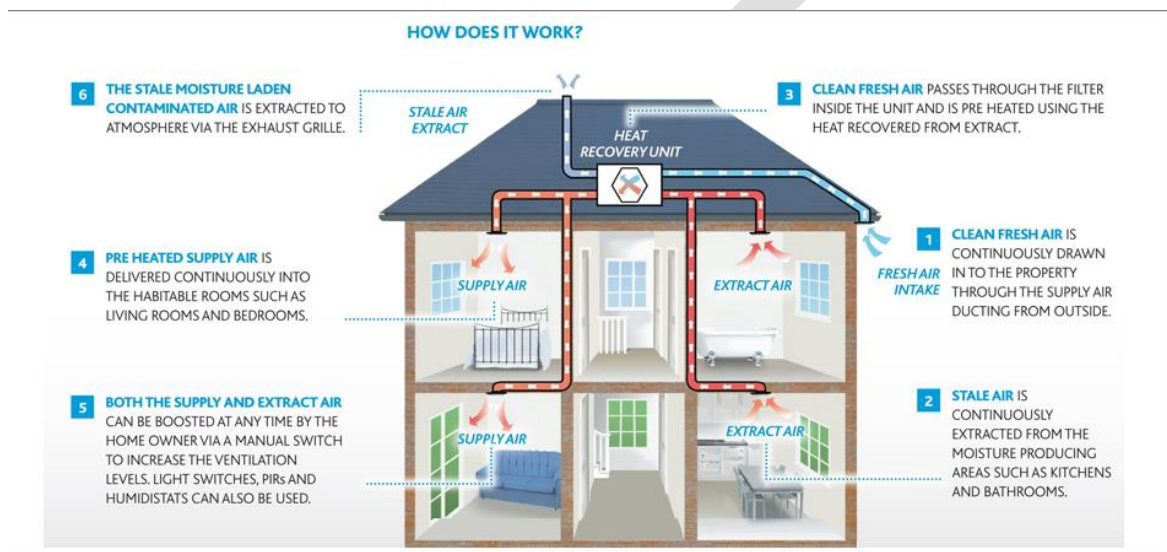 HOW DOES IT WORK?
6
THE STALE MOISTURE LADEN
CONTAMINATED AIR IS EXTRACTED TO
ATMOSPHERE VIA THE EXHAUST GRILLE.
STALE AIR
EXTRACT
HEAT
RECOVERY UNIT
3
CLEAN FRESH AIR PASSES THROUGH THE FILTER
INSIDE THE UNIT AND IS PRE HEATED USING THE
HEAT RECOVERED FROM EXTRACT.
4
PRE HEATED SUPPLY AIR IS
DELIVERED CONTINUOUSLY INTO
THE HABITABLE ROOMS SUCH AS
LIVING ROOMS AND BEDROOMS.
SUPPLY AIR
EXTRACT AIR
FRESH AIR
INTAKE
1
CLEAN FRESH AIR IS
CONTINUOUSLY DRAWN
IN TO THE PROPERTY
THROUGH THE SUPPLY AIR
DUCTING FROM OUTSIDE.
5
BOTH THE SUPPLY AND EXTRACT AIR
CAN BE BOOSTED AT ANY TIME BY THE
HOME OWNER VIA A MANUAL SWITCH
TO INCREASE THE VENTILATION
LEVELS. LIGHT SWITCHES, PIRs AND
HUMIDISTATS CAN ALSO BE USED.
SUPPLY AIR
EXTRACT AIR
2
STALE AIR IS
CONTINUOUSLY
EXTRACTED FROM THE
MOISTURE PRODUCING
AREAS SUCH AS KITCHENS
AND BATHROOMS.